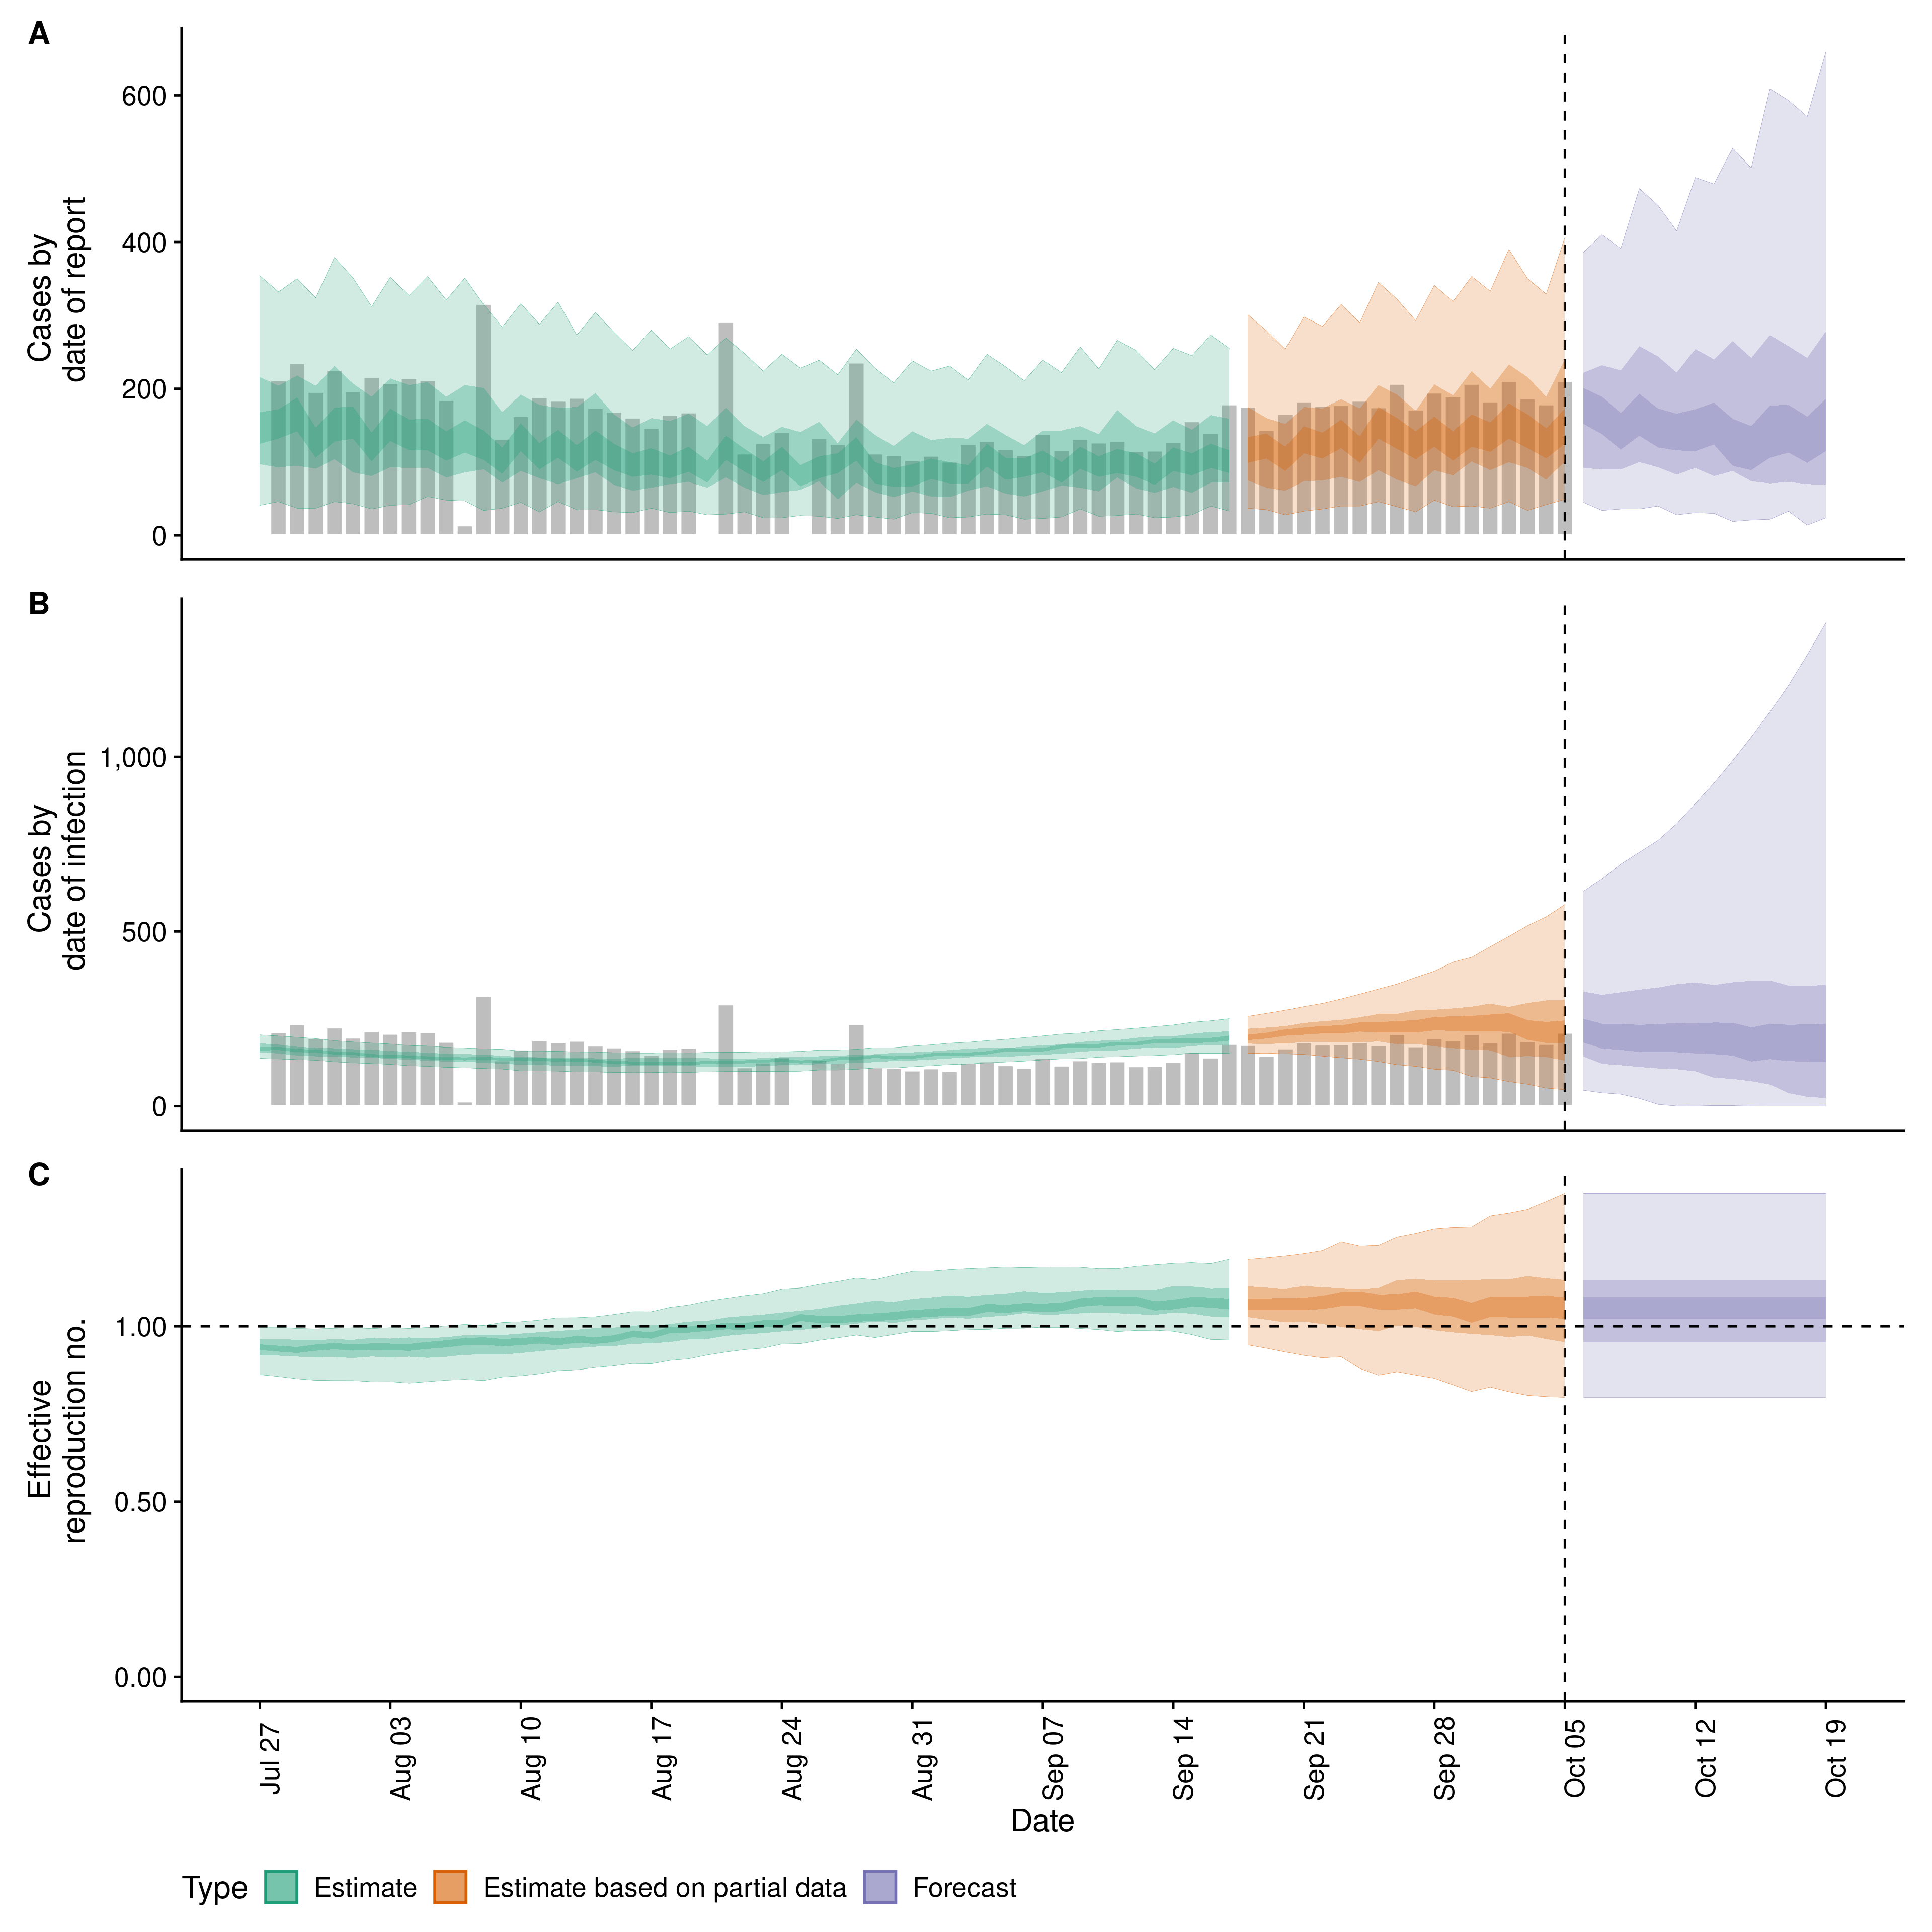 A
Cases by
date of report
600
400
200
0
B
Cases by
date of infection
1,000
500
0
C
Effective
reproduction no.
1.00
0.50
0.00
Jul 27
Aug 03
Aug 10
Aug 17
Aug 24
Aug 31
Sep 07
Sep 14
Sep 21
Sep 28
Oct 05
Oct 12
Oct 19
Date
Type Estimate Estimate based on partial data Forecast